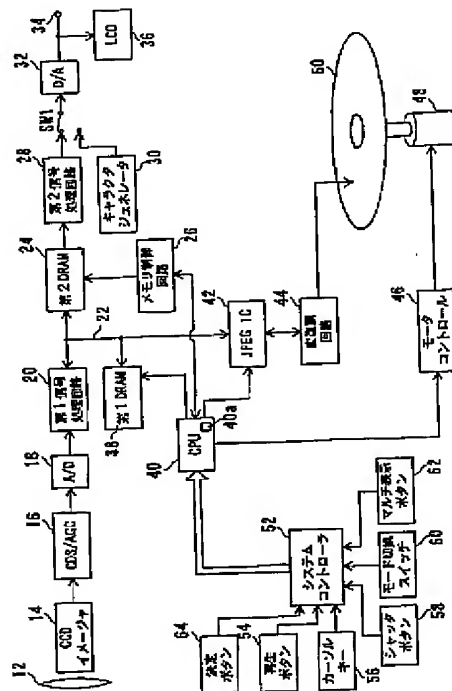 12
14
CCD
イメージャ
16
CDS/AGC
18
A/D
20
第1信号
処理回路
22
24
第2DRAM
28
第2信号
処理回路
SW1
32
D/A
34
LCD
36
キャラクタ
ジェネレータ
30
26
メモリ制御
回路
38
第1DRAM
40
CPU
40a
42
JPEG IC
44
変復調
回路
46
モータ
コントロール
48
50
52
システム
コントローラ
64
決定ボタン
54
再生ボタン
カーソル
キー
56
シャッタ
ボタン
58
モード切換
スイッチ
60
マルチ表示
ボタン
62